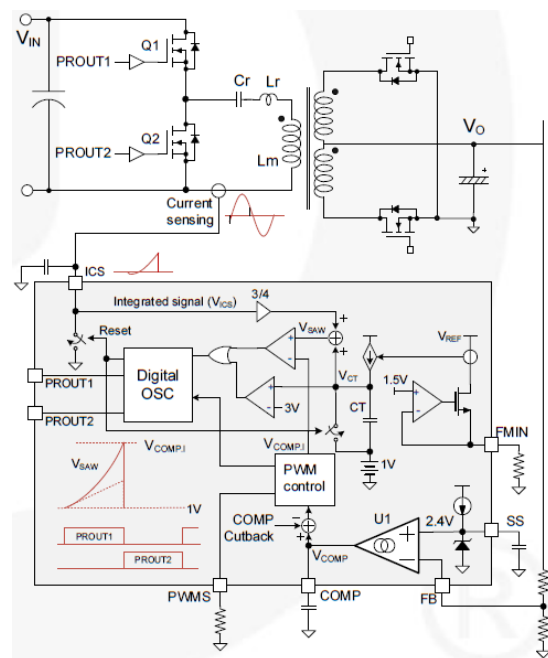 VIN
PROUT1
Q1
PROUT2
Q2
Cr
Lr
Lm
VO
Current
sensing
ICS
Integrated signal (VICS)
3/4
Reset
VSAW
+
+
VREF
PROUT1
PROUT2
Digital
OSC
+
-
+
-
3V
VCT
CT
1V
1.5V
+
-
FMIN
VCOMP.I
VSAW
VCOMP.I
1V
PWM
control
PROUT1
PROUT2
COMP
Cutback
-
+
VCOMP
U1
+
-
2.4V
SS
PWMS
COMP
FB
+
R